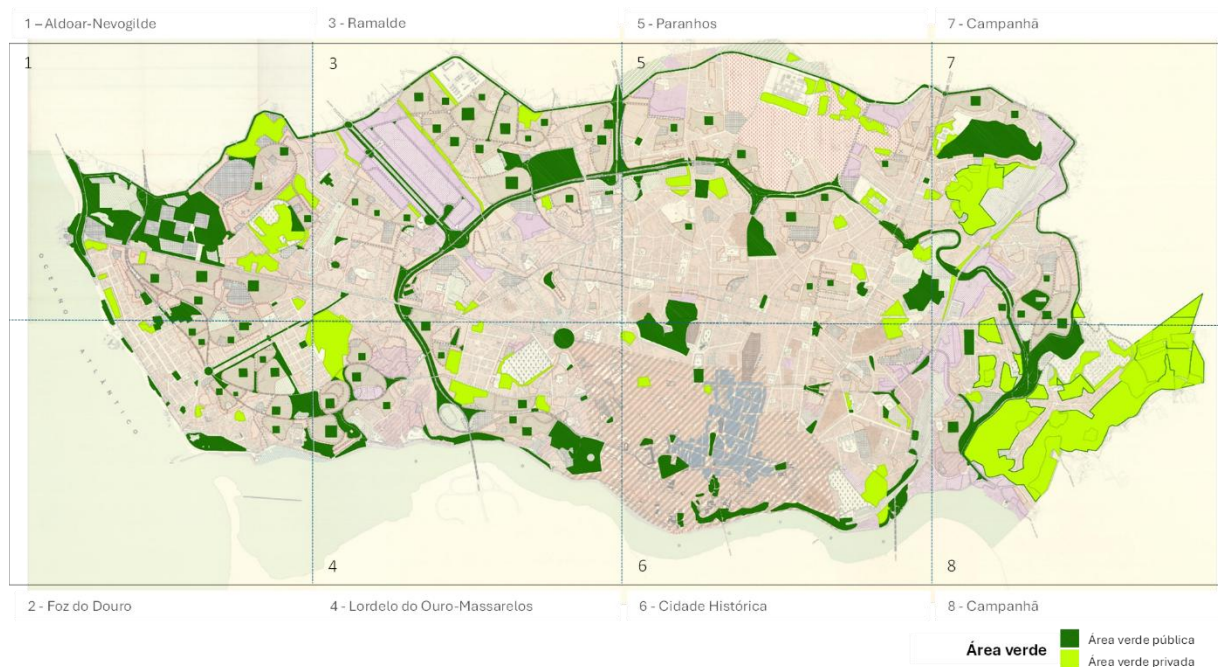 1 – Aldoar-Nevogilde
3 - Ramalde
5 - Paranhos
7 - Campanhã
1
3
5
7
OCEANO ATLÂNTICO
4
6
8
2 - Foz do Douro
4 - Lordelo do Ouro-Massarelos
6 - Cidade Histórica
8 - Campanhã
Área verde
Área verde pública
Área verde privada